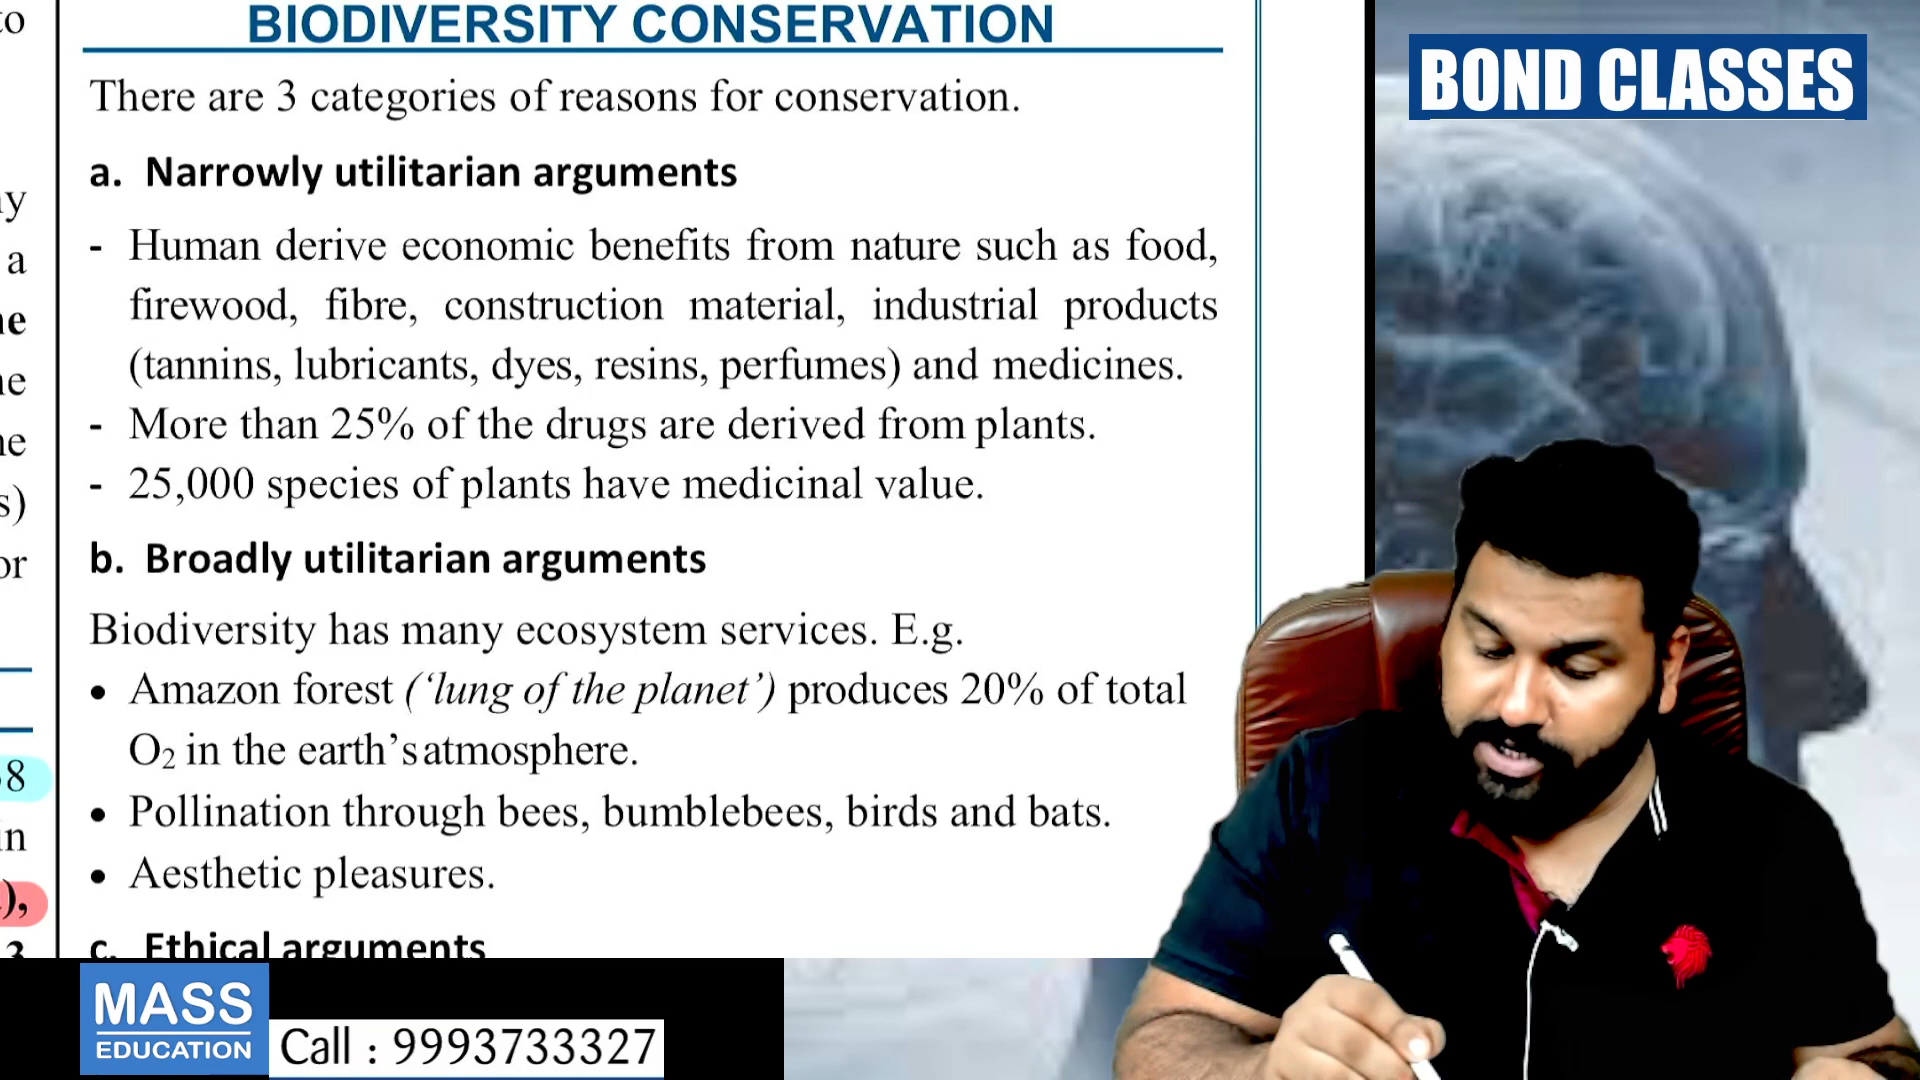 BIODIVERSITY CONSERVATION
There are 3 categories of reasons for conservation.
a. Narrowly utilitarian arguments
- Human derive economic benefits from nature such as food,
firewood, fibre, construction material, industrial products
(tannins, lubricants, dyes, resins, perfumes) and medicines.
- More than 25% of the drugs are derived from plants.
- 25,000 species of plants have medicinal value.
b. Broadly utilitarian arguments
Biodiversity has many ecosystem services. E.g.
• Amazon forest (‘lung of the planet’) produces 20% of total
O₂ in the earth’s atmosphere.
• Pollination through bees, bumblebees, birds and bats.
• Aesthetic pleasures.
c. Ethical arguments
BOND CLASSES
MASS
EDUCATION
Call : 9993733327